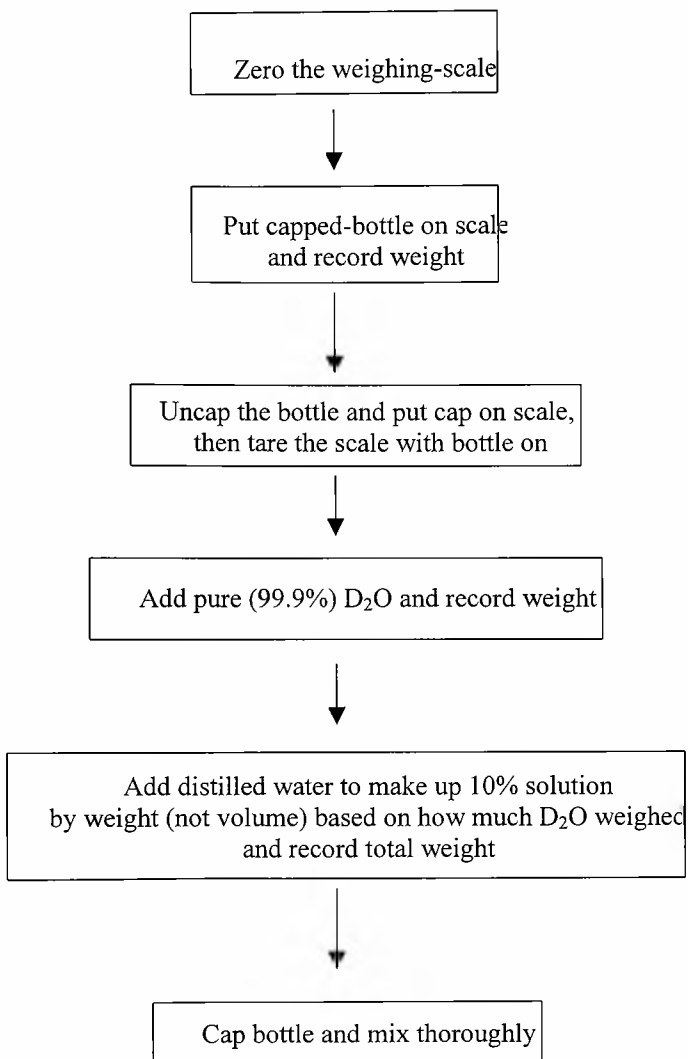 Zero the weighing-scale
Put capped-bottle on scale
and record weight
Uncap the bottle and put cap on scale,
then tare the scale with bottle on
Add pure (99.9%) D₂O and record weight
Add distilled water to make up 10% solution
by weight (not volume) based on how much D₂O weighed
and record total weight
Cap bottle and mix thoroughly